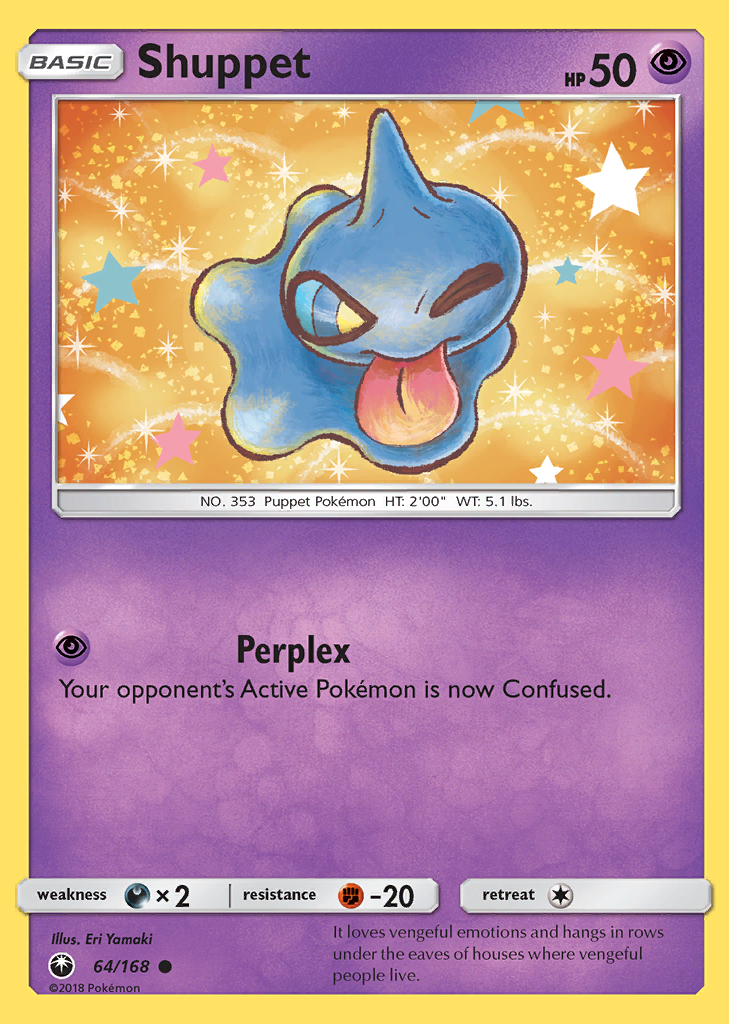 BASIC Shuppet HP 50
NO. 353 Puppet Pokémon HT: 2'00" WT: 5.1 lbs.
Perplex
Your opponent's Active Pokémon is now Confused.
weakness × 2 resistance -20 retreat
Illus. Eri Yamaki
64/168
©2018 Pokémon
It loves vengeful emotions and hangs in rows
under the eaves of houses where vengeful
people live.